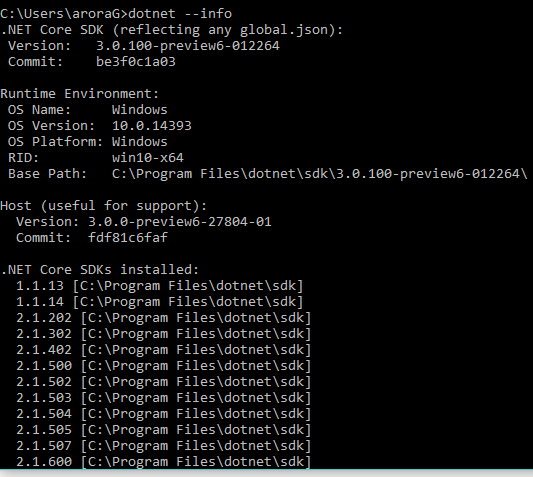 C:\Users\aroraG>dotnet --info
.NET Core SDK (reflecting any global.json):
 Version:   3.0.100-preview6-012264
 Commit:    be3f0c1a03

Runtime Environment:
 OS Name:     Windows
 OS Version:  10.0.14393
 OS Platform: Windows
 RID:         win10-x64
 Base Path:   C:\Program Files\dotnet\sdk\3.0.100-preview6-012264\

Host (useful for support):
  Version: 3.0.0-preview6-27804-01
  Commit:  fdf81c6faf

.NET Core SDKs installed:
  1.1.13 [C:\Program Files\dotnet\sdk]
  1.1.14 [C:\Program Files\dotnet\sdk]
  2.1.202 [C:\Program Files\dotnet\sdk]
  2.1.302 [C:\Program Files\dotnet\sdk]
  2.1.402 [C:\Program Files\dotnet\sdk]
  2.1.500 [C:\Program Files\dotnet\sdk]
  2.1.502 [C:\Program Files\dotnet\sdk]
  2.1.503 [C:\Program Files\dotnet\sdk]
  2.1.504 [C:\Program Files\dotnet\sdk]
  2.1.505 [C:\Program Files\dotnet\sdk]
  2.1.507 [C:\Program Files\dotnet\sdk]
  2.1.600 [C:\Program Files\dotnet\sdk]